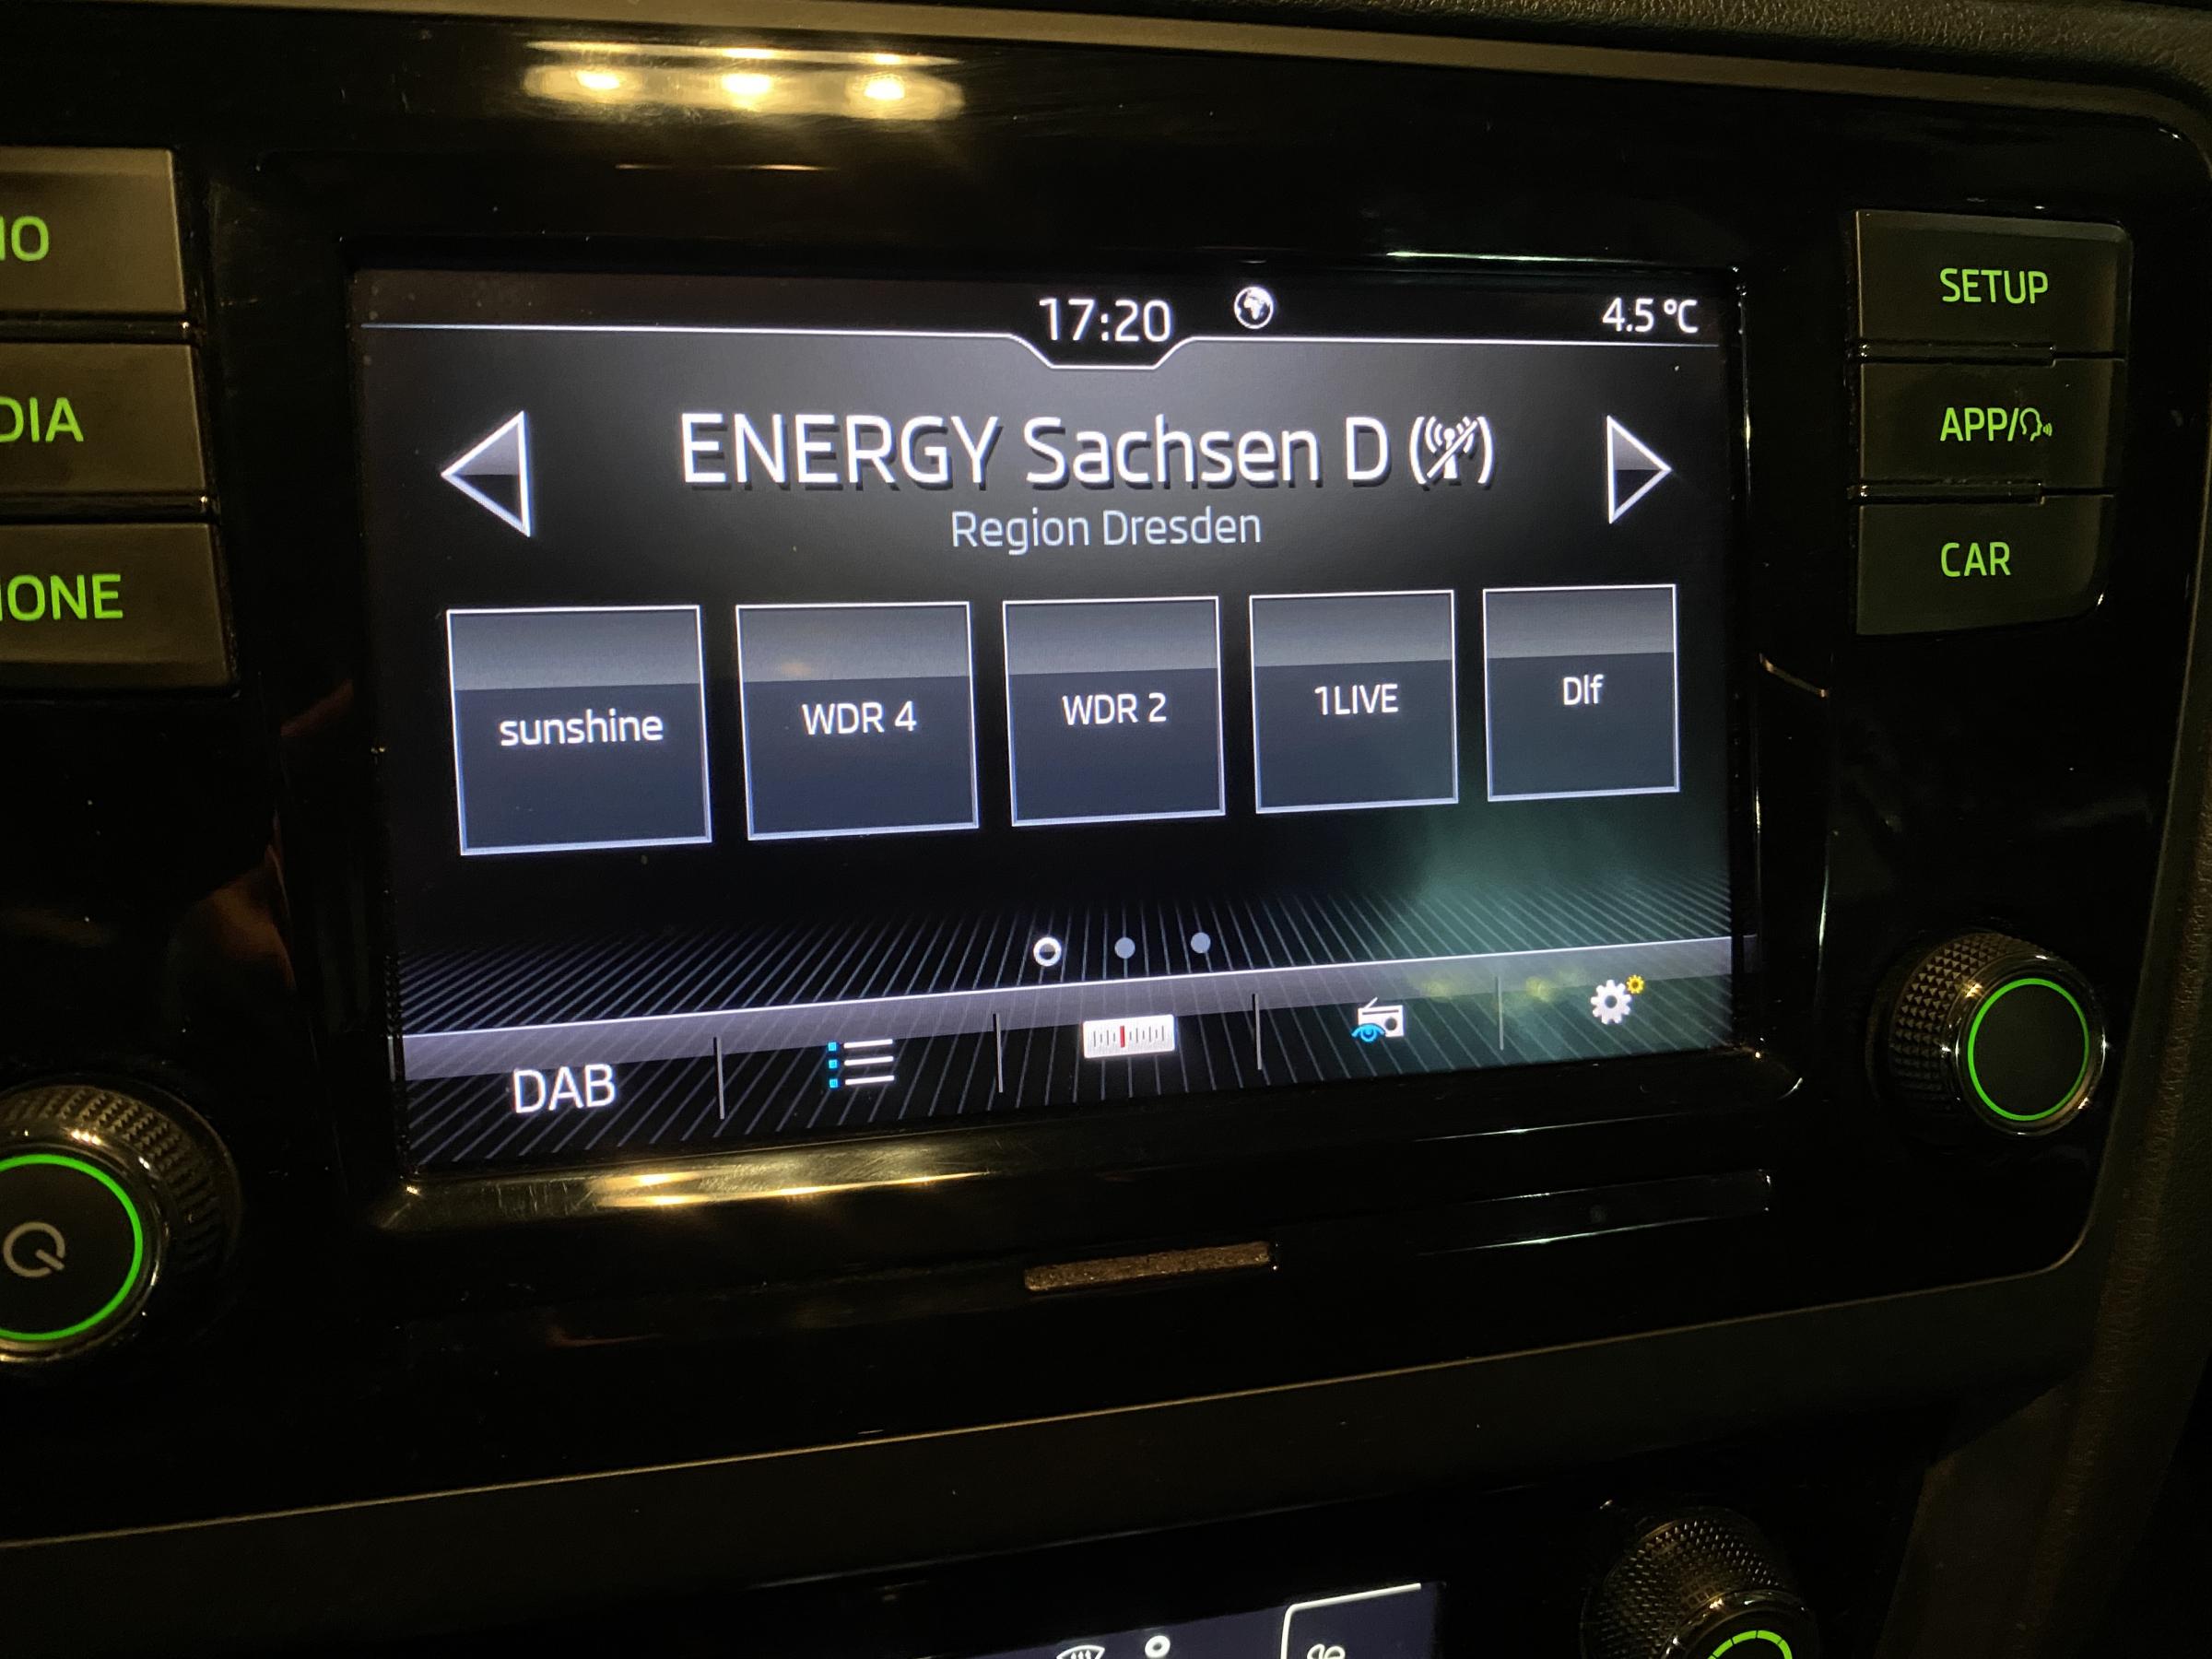 IO
DIA
IONE
17:20
4.5 °C
ENERGY Sachsen D
Region Dresden
sunshine
WDR 4
WDR 2
1LIVE
Dlf
DAB
SETUP
APP/
CAR